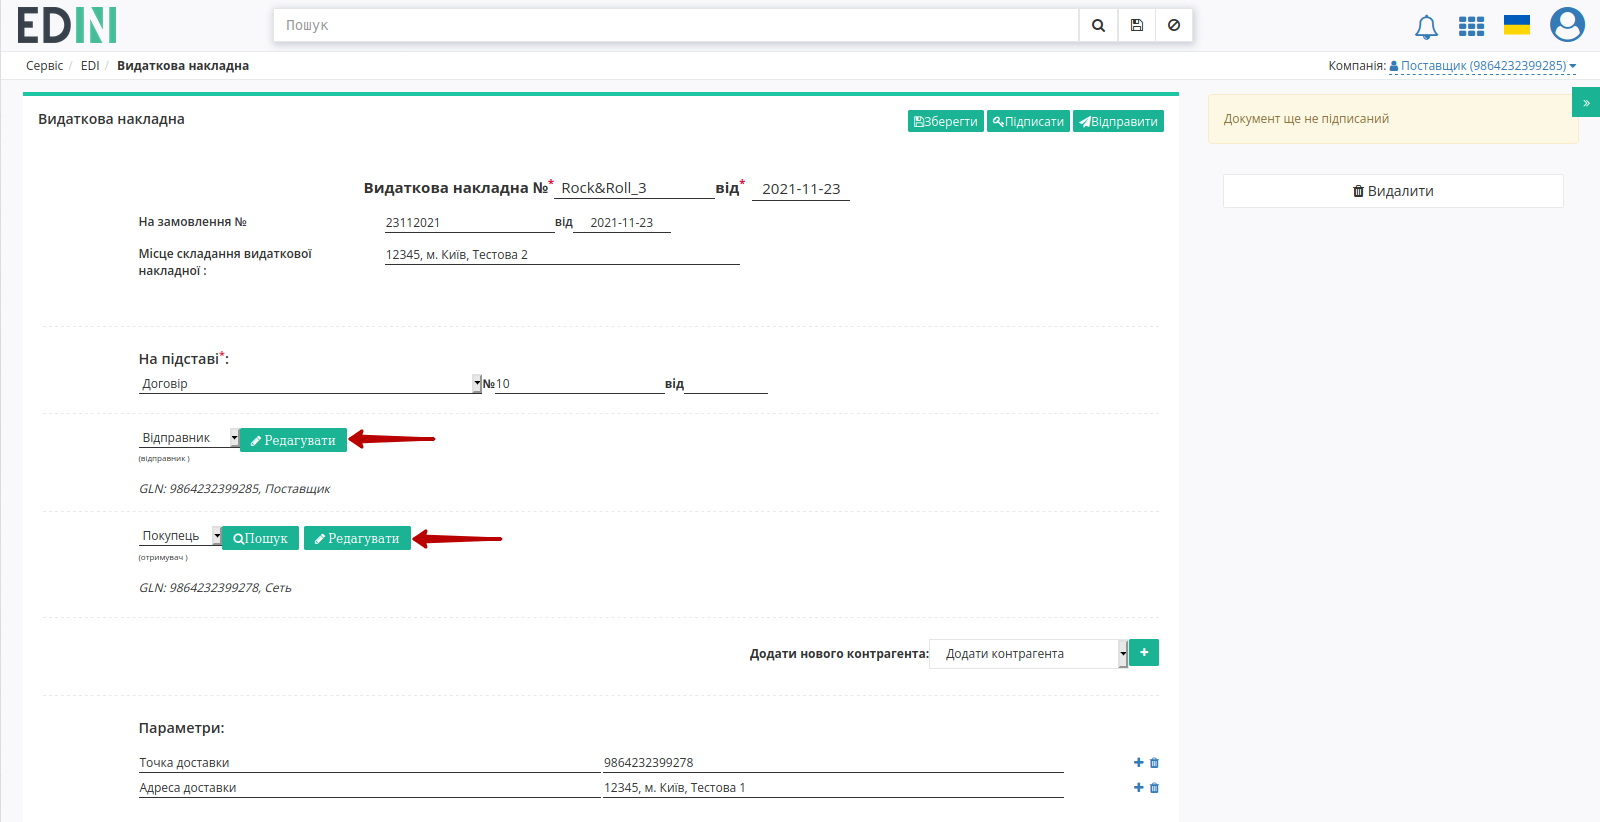 EDIN
Пошук
Сервіс / EDI / Видаткова накладна
Компанія: Поставщик (9864232399285)
Видаткова накладна
Зберегти Підписати Відправити
»
Документ ще не підписаний
Видалити
Видаткова накладна №* Rock&Roll_3 від* 2021-11-23
На замовлення № 23112021 від 2021-11-23
Місце складання видаткової
накладної : 12345, м. Київ, Тестова 2
На підставі*:
Договір № 10 від
Відправник Редагувати
(відправник )
GLN: 9864232399285, Поставщик
Покупець Пошук Редагувати
(отримувач )
GLN: 9864232399278, Сеть
Додати нового контрагента: Додати контрагента +
Параметри:
Точка доставки 9864232399278
Адреса доставки 12345, м. Київ, Тестова 1